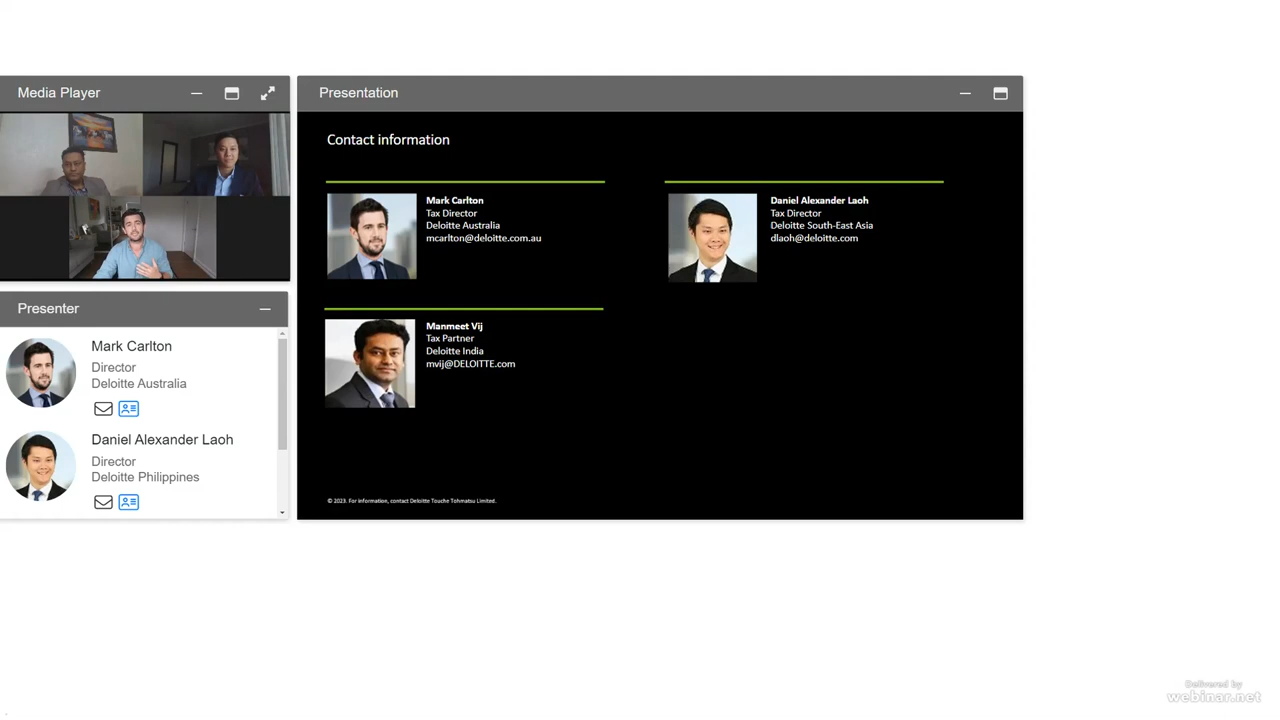 Media Player
Presentation
Contact information
Mark Carlton
Tax Director
Deloitte Australia
mcarlton@deloitte.com.au
Daniel Alexander Laoh
Tax Director
Deloitte South-East Asia
dlaoh@deloitte.com
Manmeet Vij
Tax Partner
Deloitte India
mvij@DELOITTE.com
© 2023. For information, contact Deloitte Touche Tohmatsu Limited.
Presenter
Mark Carlton
Director
Deloitte Australia
Daniel Alexander Laoh
Director
Deloitte Philippines
Delivered by
webinar.net